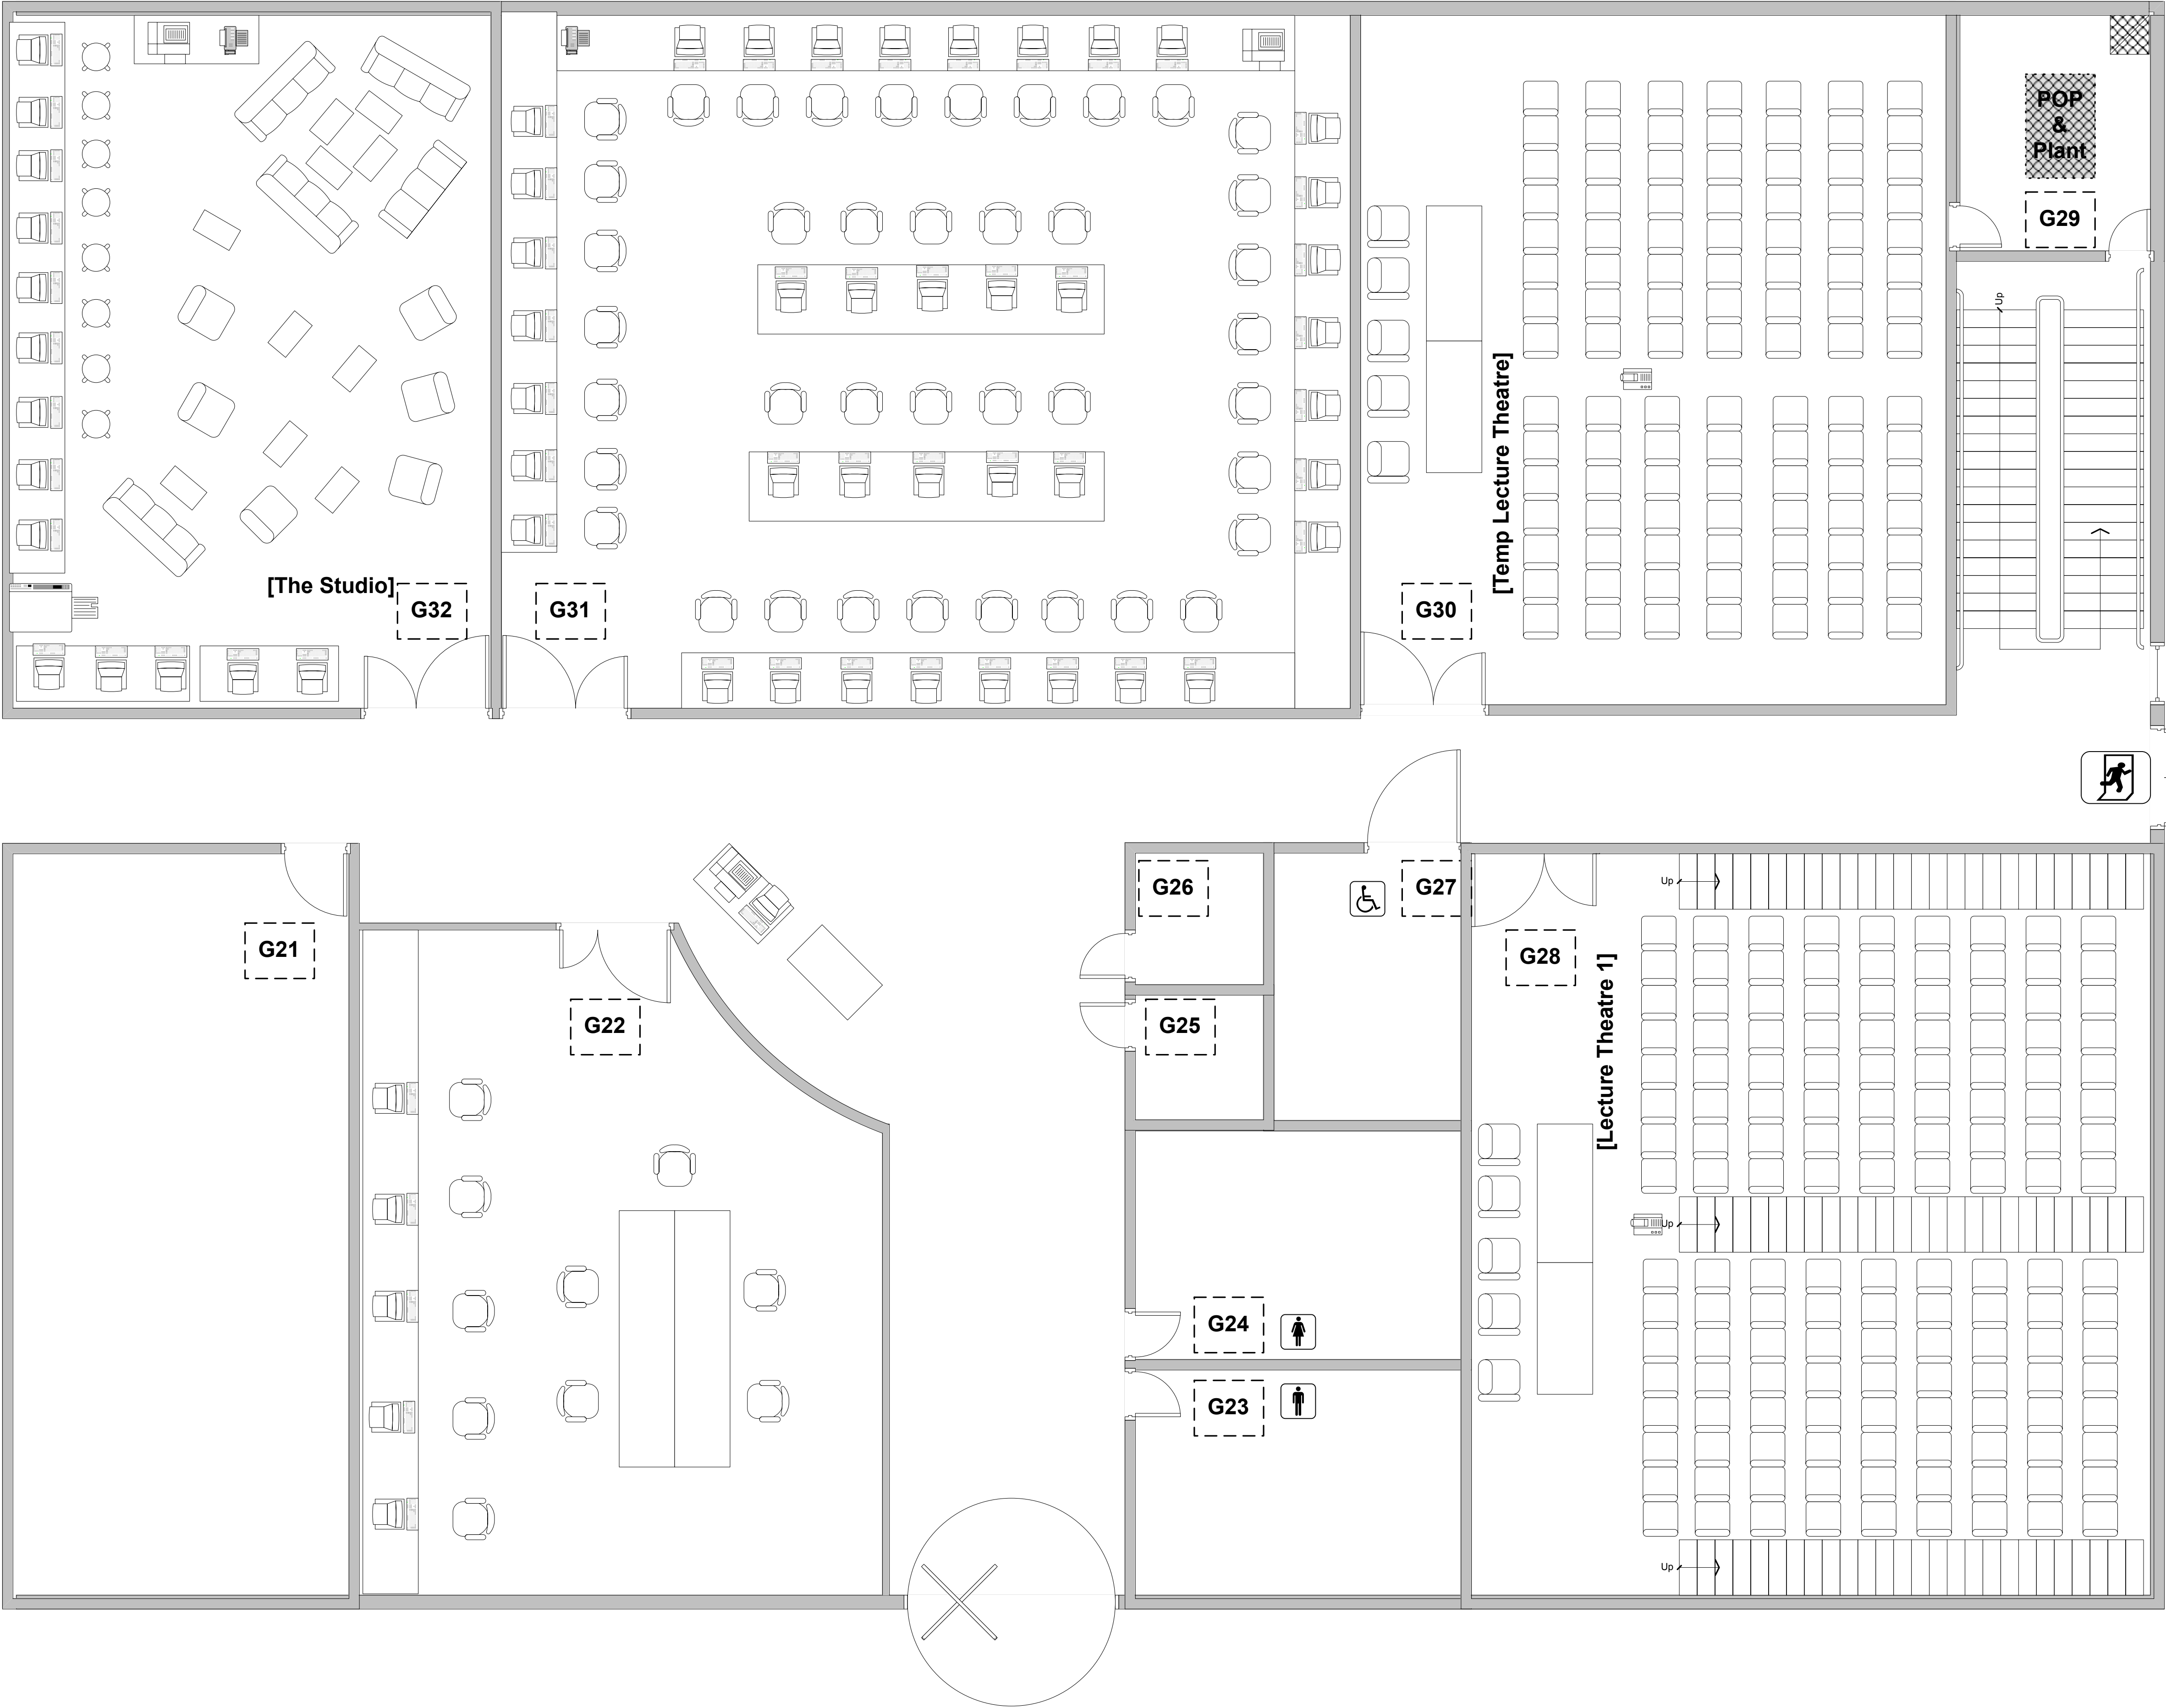 POP
&
Plant
G29
Up
[Temp Lecture Theatre]
[The Studio]
G32
G31
G30
G26
G27
Up
G21
G28
[Lecture Theatre 1]
G22
G25
Up
G24
G23
Up